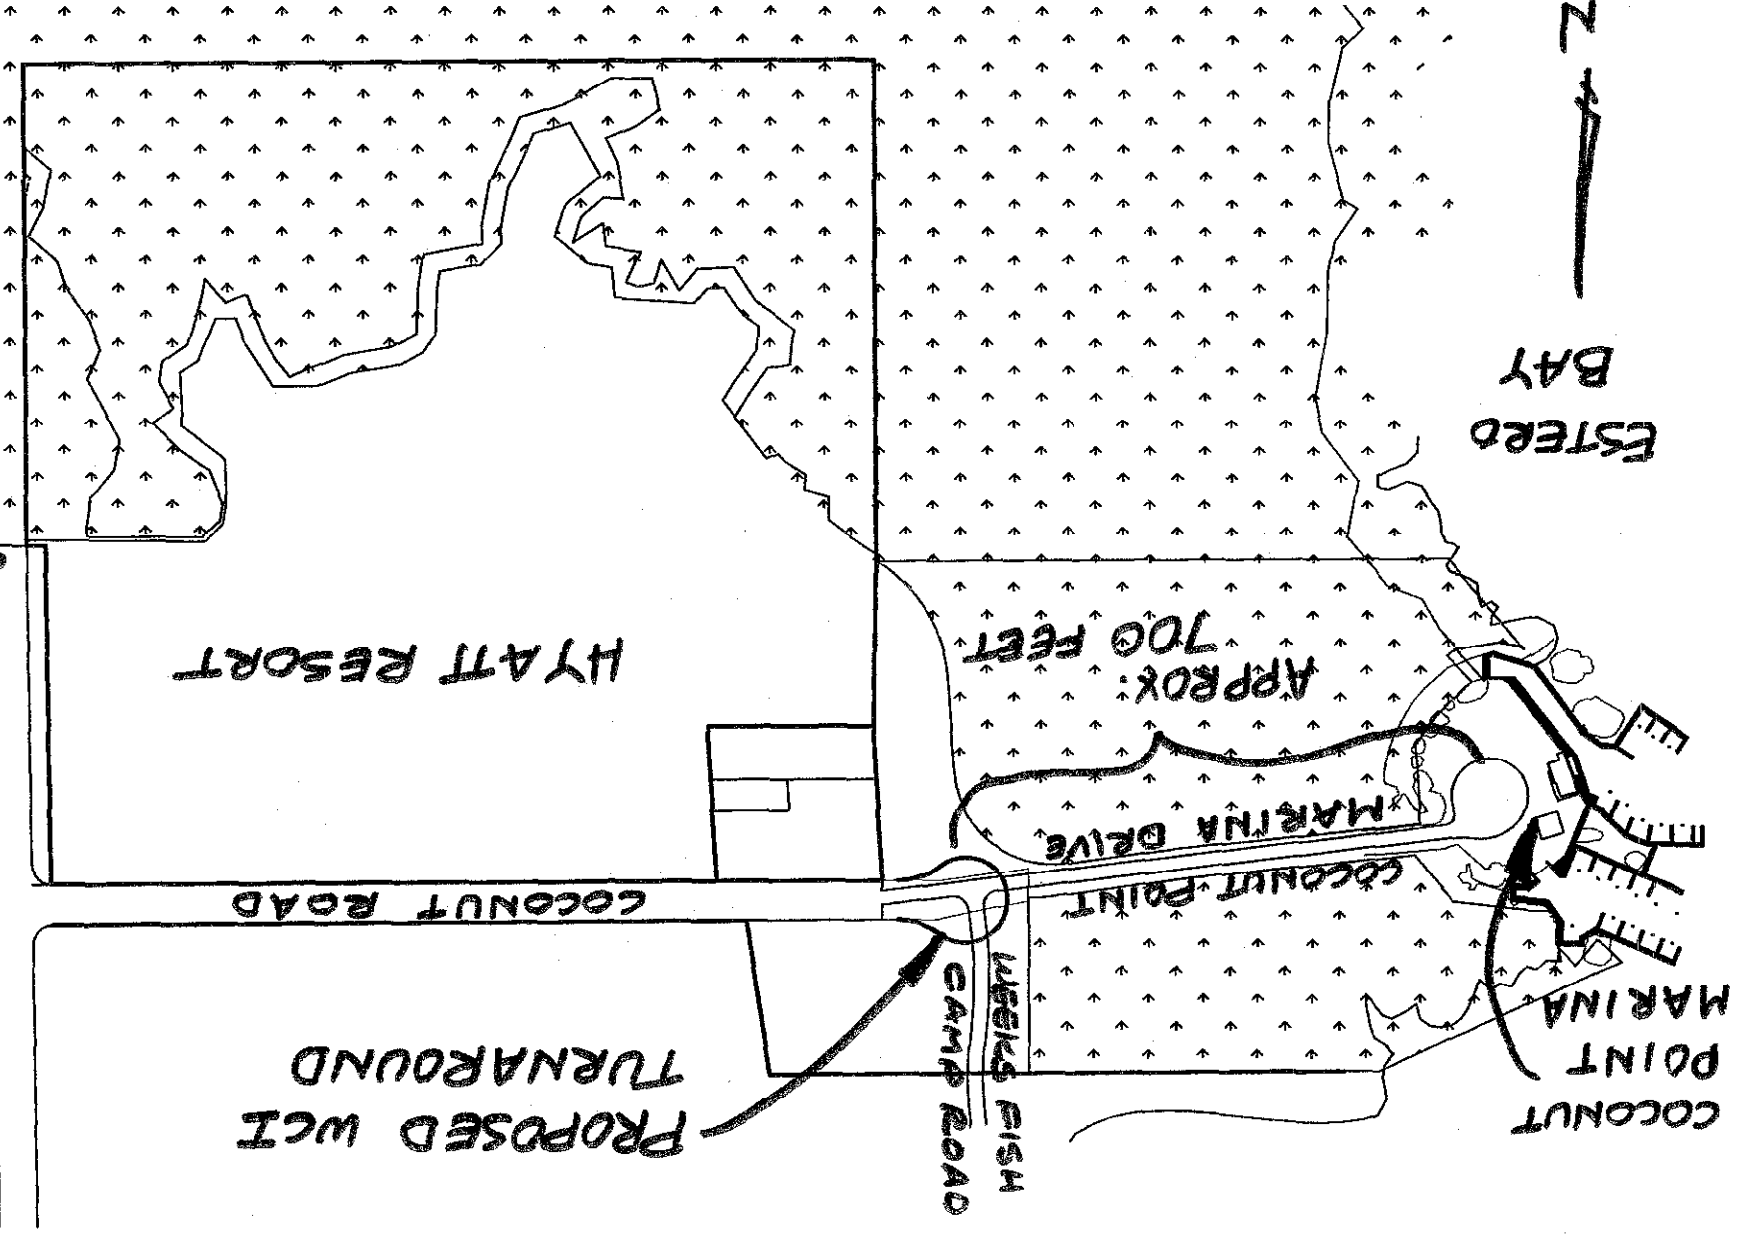 COCONUT
POINT
MARINA
WEEKS FISH
CAMP ROAD
PROPOSED WCI
TURNAROUND
COCONUT POINT
MARINA DRIVE
COCONUT ROAD
APPROX.
700 FEET
HYATT RESORT
ESTERO
BAY
N